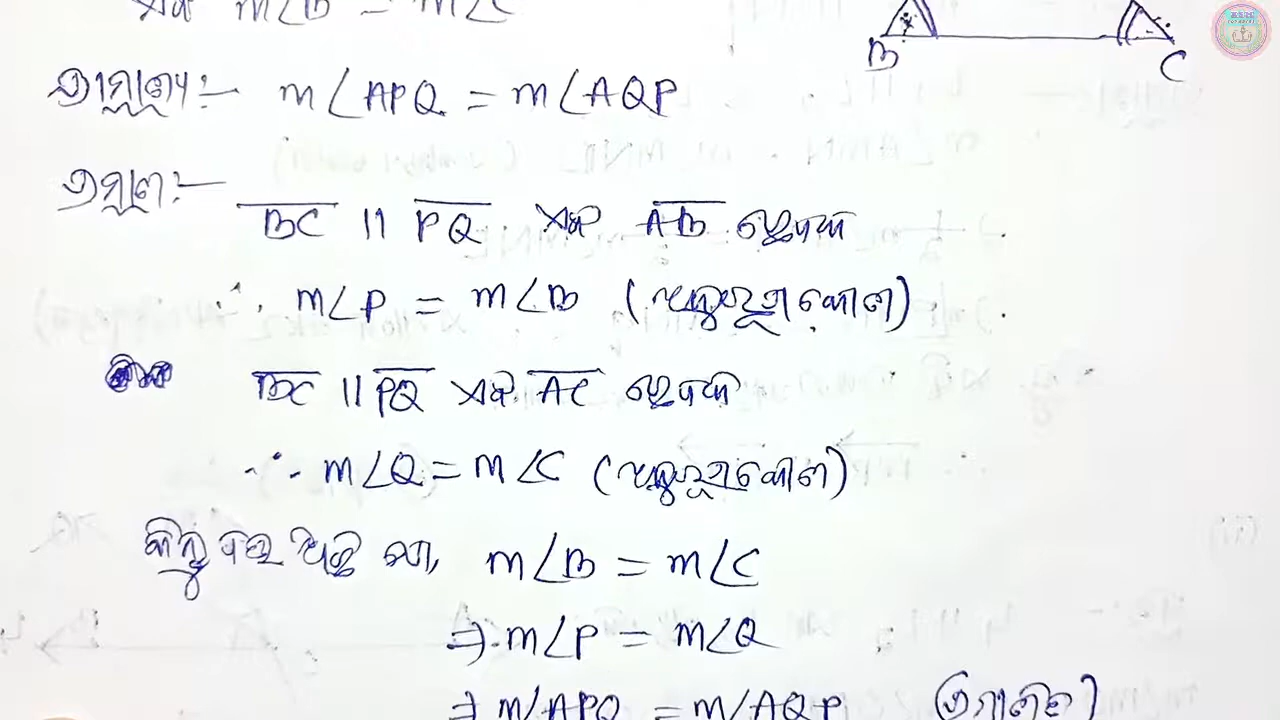 ଏବଂ m∠B = m∠C
B C
ପ୍ରାମାଣ୍ୟ :— m∠APQ = m∠AQP
ପ୍ରମାଣ :—
BC || PQ ଏବଂ AB ଛେଦକ
∴ m∠P = m∠B (ଅନୁରୂପ କୋଣ)
BC || PQ ଏବଂ AC ଛେଦକ
∴ m∠Q = m∠C (ଅନୁରୂପ କୋଣ)
କିନ୍ତୁ ଦତ୍ତ ଅଛି ଯେ, m∠B = m∠C
⇒ m∠P = m∠Q
⇒ m∠APQ = m∠AQP (ପ୍ରମାଣିତ)